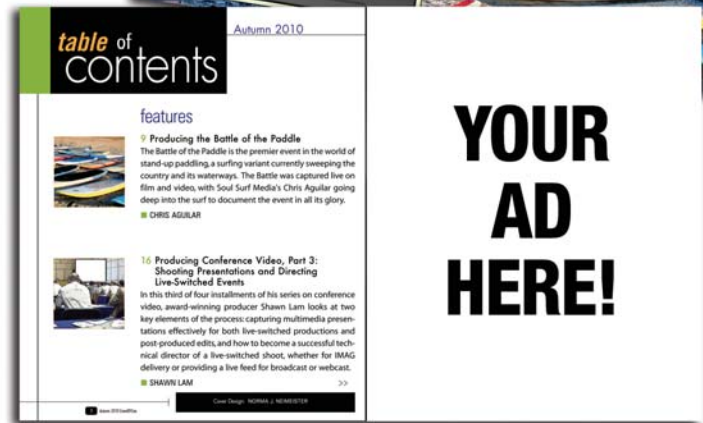 table of
contents
Autumn 2010
features
9 Producing the Battle of the Paddle
The Battle of the Paddle is the premier event in the world of
stand-up paddling, a surfing variant currently sweeping the
country and its waterways. The Battle was captured live on
film and video, with Soul Surf Media's Chris Aguilar going
deep into the surf to document the event in all its glory.
CHRIS AGUILAR
16 Producing Conference Video, Part 3:
Shooting Presentations and Directing
Live-Switched Events
In this third of four installments of his series on conference
video, award-winning producer Shawn Lam looks at two
key elements of the process: capturing multimedia presen-
tations effectively for both live-switched productions and
post-produced edits, and how to become a successful tech-
nical director of a live-switched shoot, whether for IMAG
delivery or providing a live feed for broadcast or webcast.
SHAWN LAM >>
Cover Design NORMA J. NEIMEISTER
YOUR
AD
HERE!